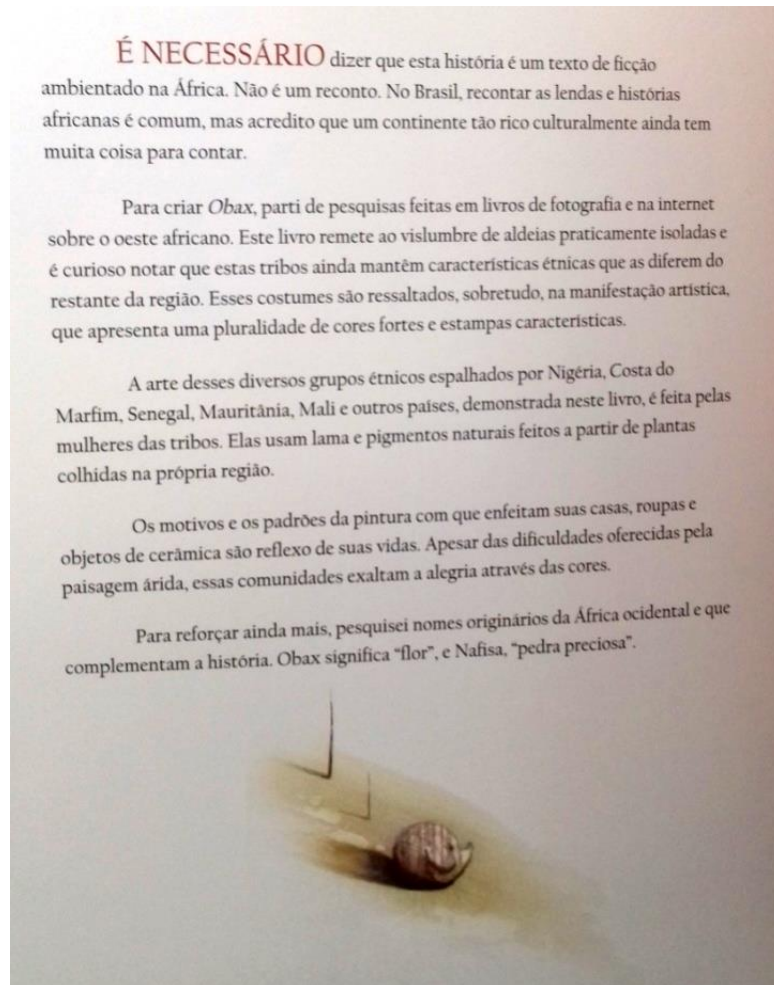 É NECESSÁRIO dizer que esta história é um texto de ficção
ambientado na África. Não é um reconto. No Brasil, recontar as lendas e histórias
africanas é comum, mas acredito que um continente tão rico culturalmente ainda tem
muita coisa para contar.
Para criar Obax, parti de pesquisas feitas em livros de fotografia e na internet
sobre o oeste africano. Este livro remete ao vislumbre de aldeias praticamente isoladas e
é curioso notar que estas tribos ainda mantêm características étnicas que as diferem do
restante da região. Esses costumes são ressaltados, sobretudo, na manifestação artística,
que apresenta uma pluralidade de cores fortes e estampas características.
A arte desses diversos grupos étnicos espalhados por Nigéria, Costa do
Marfim, Senegal, Mauritânia, Mali e outros países, demonstrada neste livro, é feita pelas
mulheres das tribos. Elas usam lama e pigmentos naturais feitos a partir de plantas
colhidas na própria região.
Os motivos e os padrões da pintura com que enfeitam suas casas, roupas e
objetos de cerâmica são reflexo de suas vidas. Apesar das dificuldades oferecidas pela
paisagem árida, essas comunidades exaltam a alegria através das cores.
Para reforçar ainda mais, pesquisei nomes originários da África ocidental e que
complementam a história. Obax significa “flor”, e Nafisa, “pedra preciosa”.